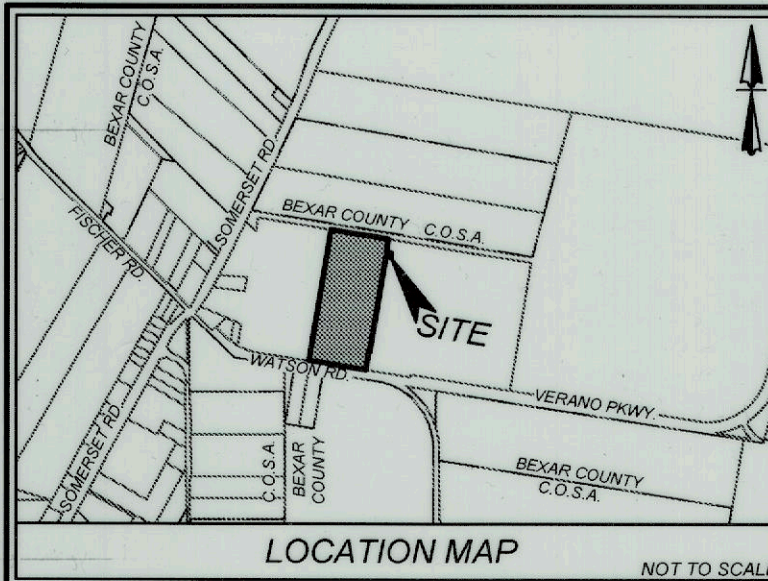 BEXAR COUNTY
C.O.S.A.
SOMERSET RD.
FISCHER RD.
BEXAR COUNTY C.O.S.A.
SITE
WATSON RD.
VERANO PKWY.
SOMERSET RD.
C.O.S.A.
BEXAR
COUNTY
BEXAR COUNTY
C.O.S.A.
LOCATION MAP
NOT TO SCALE